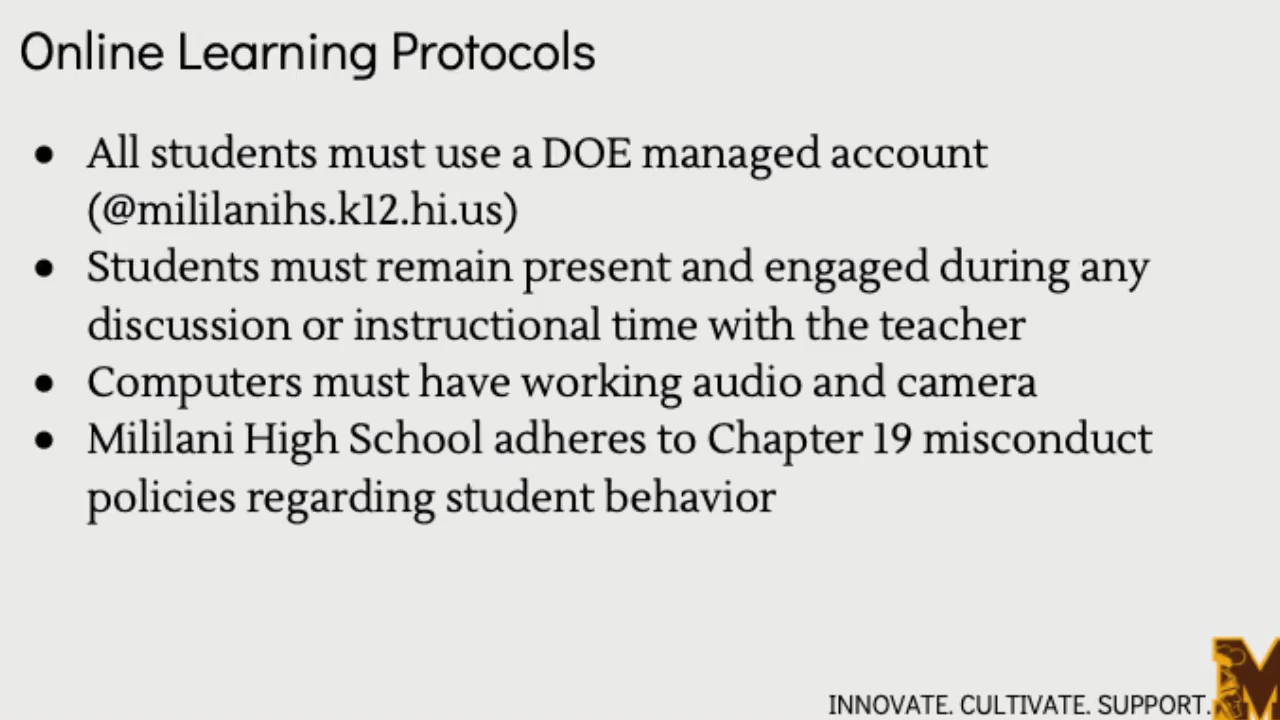 Online Learning Protocols
● All students must use a DOE managed account
(@mililanihs.k12.hi.us)
● Students must remain present and engaged during any
discussion or instructional time with the teacher
● Computers must have working audio and camera
● Mililani High School adheres to Chapter 19 misconduct
policies regarding student behavior
INNOVATE. CULTIVATE. SUPPORT.
M